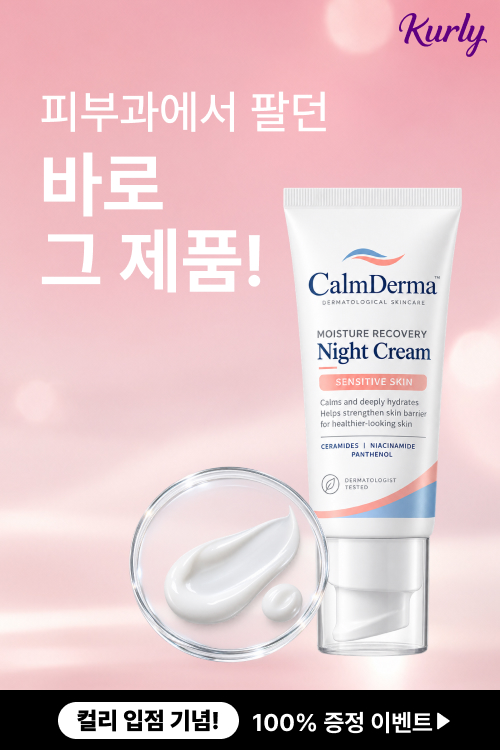 Kurly
피부과에서 팔던
바로
그 제품!
CalmDerma™
DERMATOLOGICAL SKINCARE
MOISTURE RECOVERY
Night Cream
SENSITIVE SKIN
Calms and deeply hydrates
Helps strengthen skin barrier
for healthier-looking skin
CERAMIDES | NIACINAMIDE
PANTHENOL
DERMATOLOGIST
TESTED
컬리 입점 기념! 100% 증정 이벤트▶